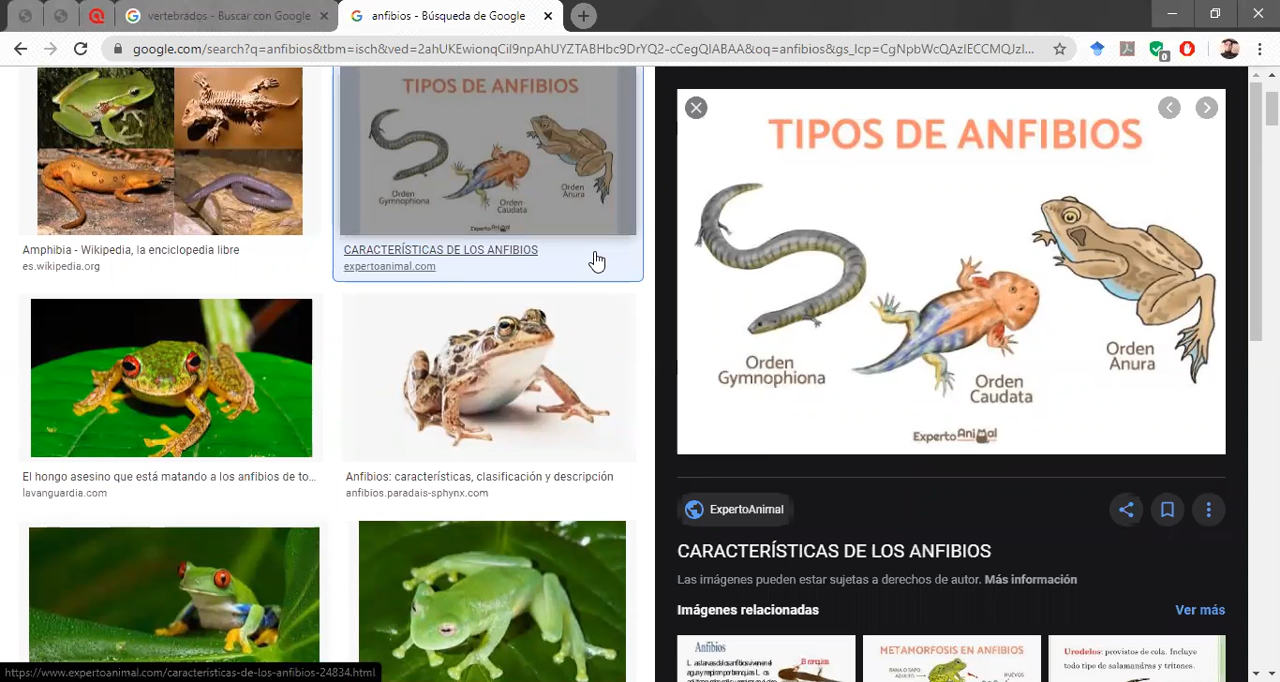 vertebrados - Buscar con Google
anfibios - Búsqueda de Google
google.com/search?q=anfibios&tbm=isch&ved=2ahUKEwionqCil9npAhUYZTABHbc9DrYQ2-cCegQIABAA&oq=anfibios&gs_lcp=CgNpbWcQAzIECCMQJzI...
0
TIPOS DE ANFIBIOS
Orden
Gymnophiona
Orden
Caudata
Orden
Anura
ExpertoAnimal
Amphibia - Wikipedia, la enciclopedia libre
es.wikipedia.org
CARACTERÍSTICAS DE LOS ANFIBIOS
expertoanimal.com
El hongo asesino que está matando a los anfibios de to...
lavanguardia.com
Anfibios: características, clasificación y descripción
anfibios.paradais-sphynx.com
TIPOS DE ANFIBIOS
Orden
Gymnophiona
Orden
Caudata
Orden
Anura
ExpertoAnimal
ExpertoAnimal
CARACTERÍSTICAS DE LOS ANFIBIOS
Las imágenes pueden estar sujetas a derechos de autor. Más información
Imágenes relacionadas
Ver más
Anfibios
METAMORFOSIS EN ANFIBIOS
RANA O SAPO
ADULTO
Urodelos: provistos de cola. Incluye
todo tipo de salamandras y tritones.
https://www.expertoanimal.com/caracteristicas-de-los-anfibios-24834.html